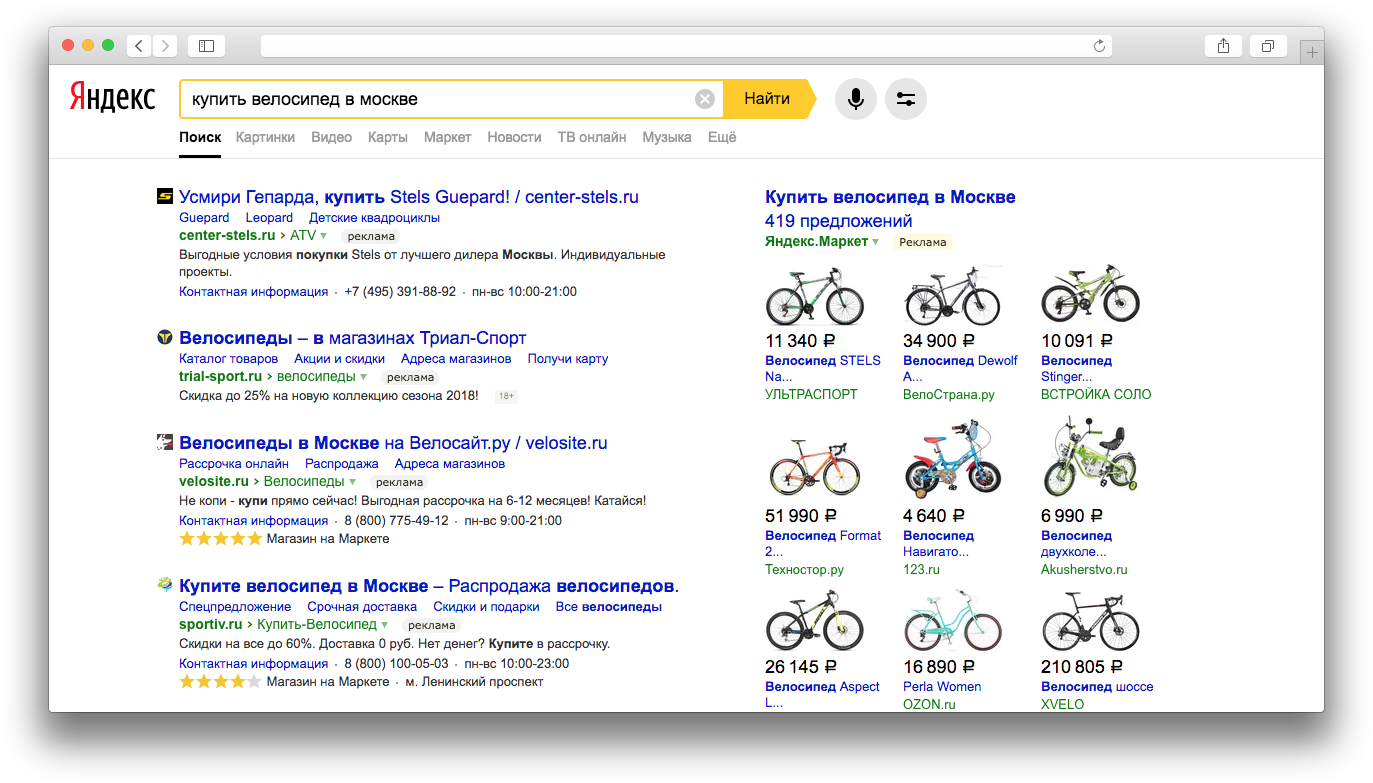 Яндекс
купить велосипед в москве
Найти
Поиск Картинки Видео Карты Маркет Новости ТВ онлайн Музыка Ещё
Усмири Гепарда, купить Stels Guepard! / center-stels.ru
Guepard Leopard Детские квадроциклы
center-stels.ru › ATV реклама
Выгодные условия покупки Stels от лучшего дилера Москвы. Индивидуальные
проекты.
Контактная информация · +7 (495) 391-88-92 · пн-вс 10:00-21:00
Велосипеды – в магазинах Триал-Спорт
Каталог товаров Акции и скидки Адреса магазинов Получи карту
trial-sport.ru › велосипеды реклама
Скидка до 25% на новую коллекцию сезона 2018! 18+
Велосипеды в Москве на Велосайт.ру / velosite.ru
Рассрочка онлайн Распродажа Адреса магазинов
velosite.ru › Велосипеды реклама
Не копи - купи прямо сейчас! Выгодная рассрочка на 6-12 месяцев! Катайся!
Контактная информация · 8 (800) 775-49-12 · пн-вс 9:00-21:00
Магазин на Маркете
Купите велосипед в Москве – Распродажа велосипедов.
Спецпредложение Срочная доставка Скидки и подарки Все велосипеды
sportiv.ru › Купить-Велосипед реклама
Скидки на все до 60%. Доставка 0 руб. Нет денег? Купите в рассрочку.
Контактная информация · 8 (800) 100-05-03 · пн-вс 10:00-23:00
Магазин на Маркете · м. Ленинский проспект
Купить велосипед в Москве
419 предложений
Яндекс.Маркет Реклама
11 340 ₽ 34 900 ₽ 10 091 ₽
Велосипед STELS Велосипед Dewolf Велосипед
Na... A... Stinger...
УЛЬТРАСПОРТ ВелоСтрана.ру ВСТРОЙКА СОЛО
51 990 ₽ 4 640 ₽ 6 990 ₽
Велосипед Format Велосипед Велосипед
2... Навигато... двухколе...
Техностор.ру 123.ru Akusherstvo.ru
26 145 ₽ 16 890 ₽ 210 805 ₽
Велосипед Aspect Perla Women Велосипед шоссе
L... OZON.ru XVELO